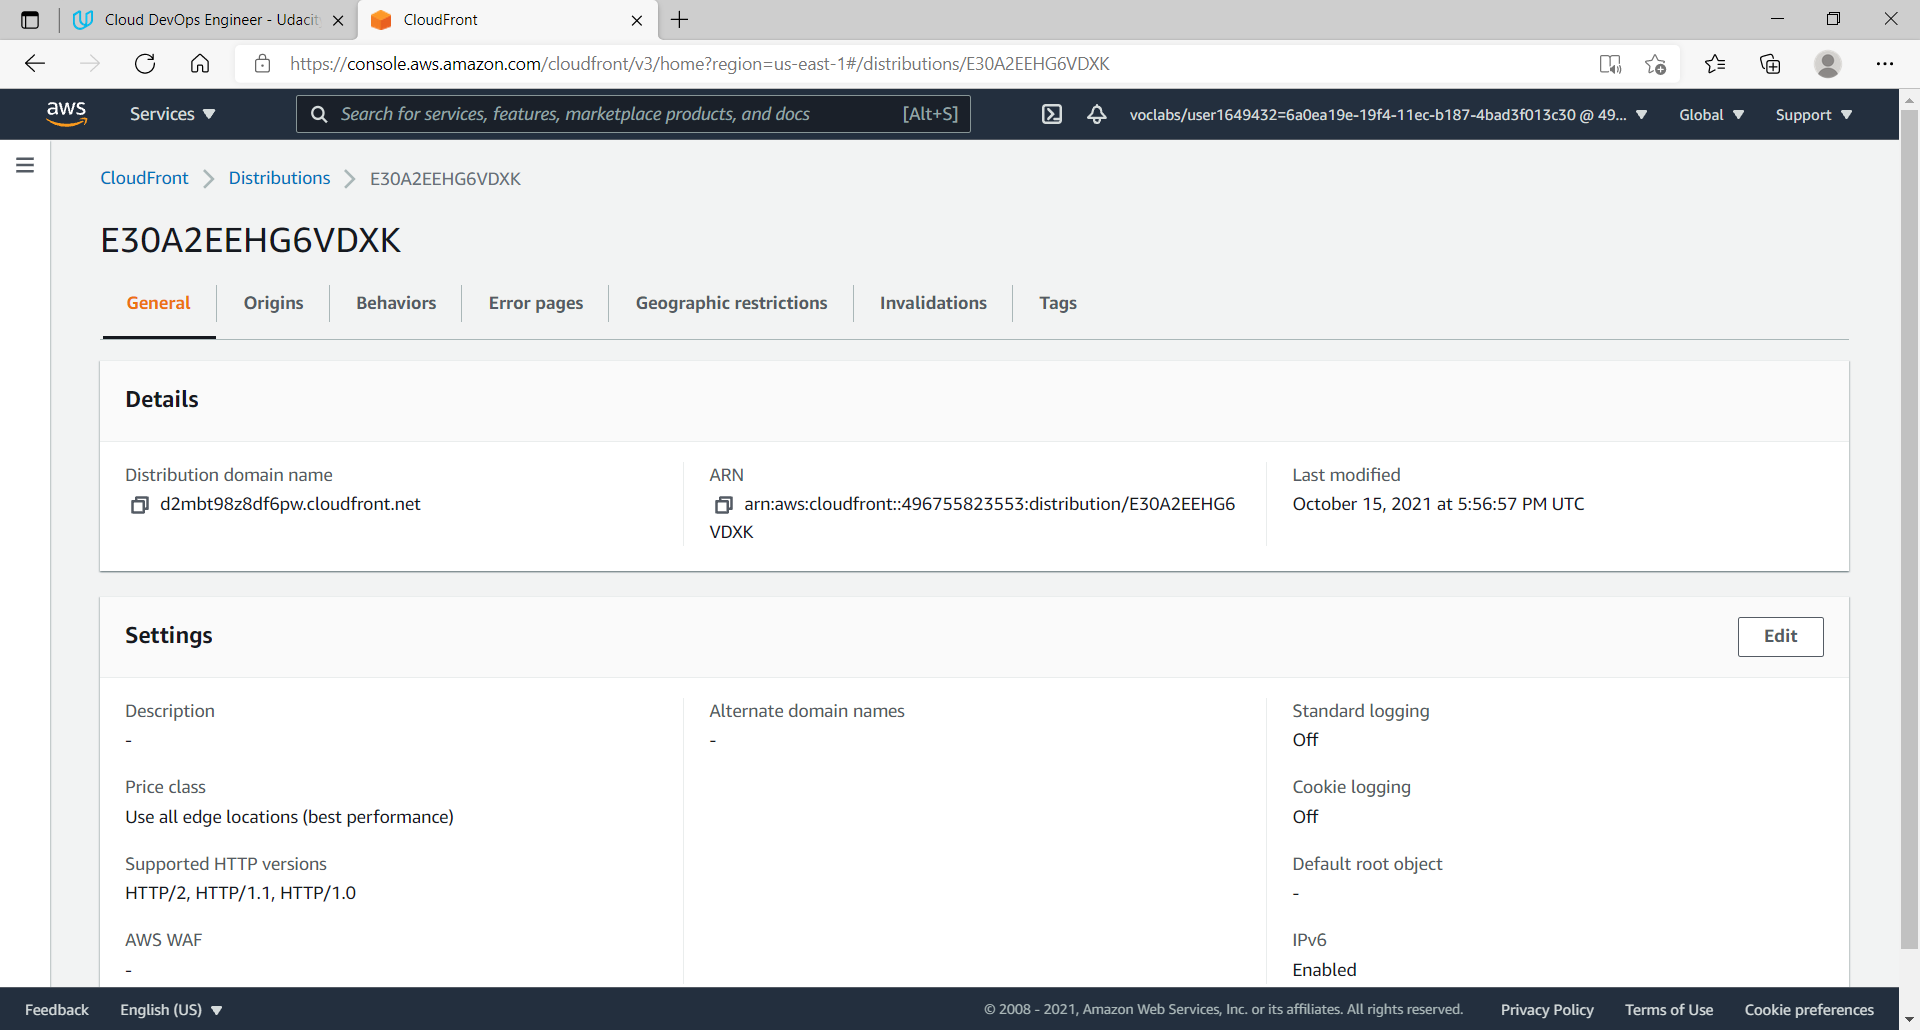 Cloud DevOps Engineer - Udacit
CloudFront
https://console.aws.amazon.com/cloudfront/v3/home?region=us-east-1#/distributions/E30A2EEHG6VDXK
aws
Services
Search for services, features, marketplace products, and docs
[Alt+S]
voclabs/user1649432=6a0ea19e-19f4-11ec-b187-4bad3f013c30 @ 49...
Global
Support
CloudFront
Distributions
E30A2EEHG6VDXK
E30A2EEHG6VDXK
General
Origins
Behaviors
Error pages
Geographic restrictions
Invalidations
Tags
Details
Distribution domain name
d2mbt98z8df6pw.cloudfront.net
ARN
arn:aws:cloudfront::496755823553:distribution/E30A2EEHG6
VDXK
Last modified
October 15, 2021 at 5:56:57 PM UTC
Settings
Edit
Description
-
Price class
Use all edge locations (best performance)
Supported HTTP versions
HTTP/2, HTTP/1.1, HTTP/1.0
AWS WAF
-
Alternate domain names
-
Standard logging
Off
Cookie logging
Off
Default root object
-
IPv6
Enabled
Feedback
English (US)
© 2008 - 2021, Amazon Web Services, Inc. or its affiliates. All rights reserved.
Privacy Policy
Terms of Use
Cookie preferences